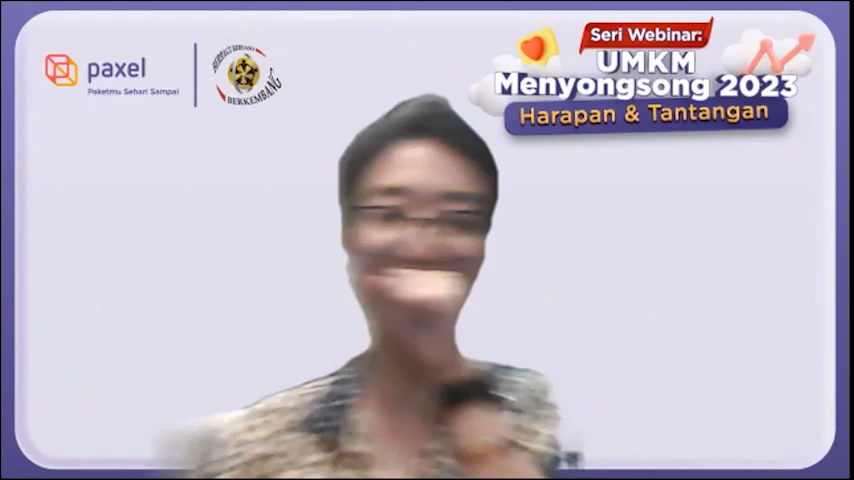 paxel
Paketmu Sehari Sampai
BERKEMBANG
Seri Webinar:
UMKM
Menyongsong 2023
Harapan & Tantangan